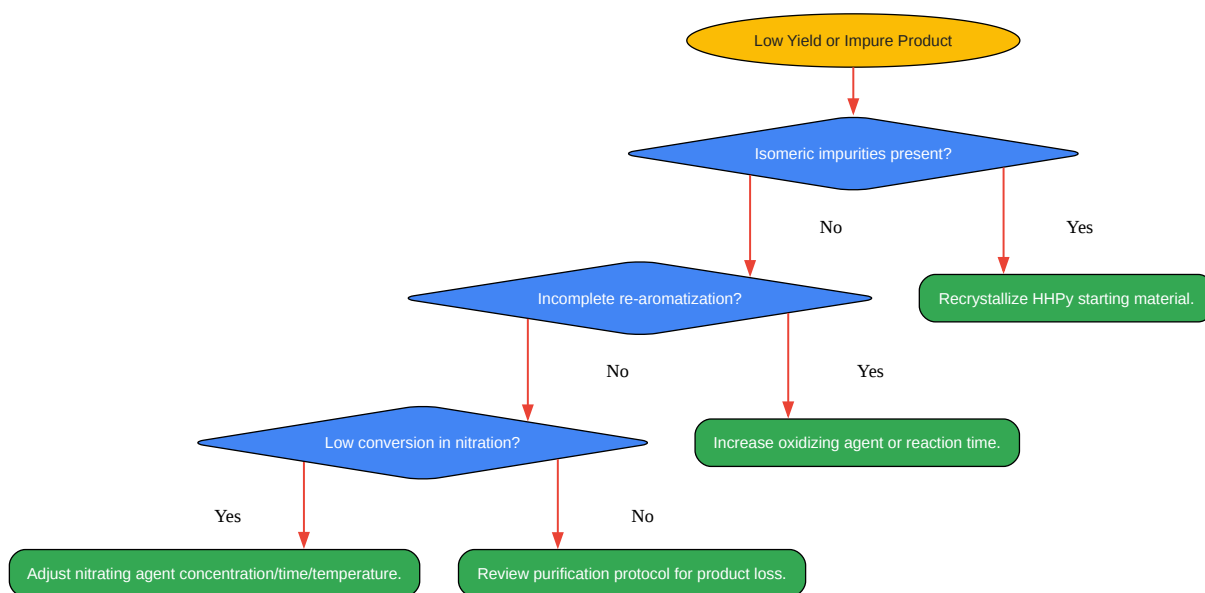 Low Yield or Impure Product
Isomeric impurities present?
No
Yes
Incomplete re-aromatization?
Recrystallize HHPy starting material.
No
Yes
Low conversion in nitration?
Increase oxidizing agent or reaction time.
Yes
No
Adjust nitrating agent concentration/time/temperature.
Review purification protocol for product loss.